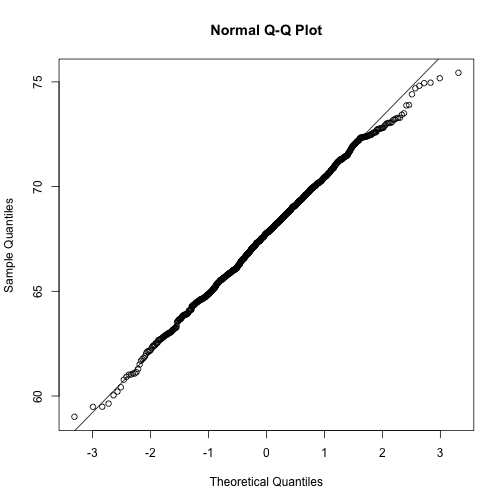 Normal Q-Q Plot
Sample Quantiles
75
70
65
60
-3 -2 -1 0 1 2 3
Theoretical Quantiles